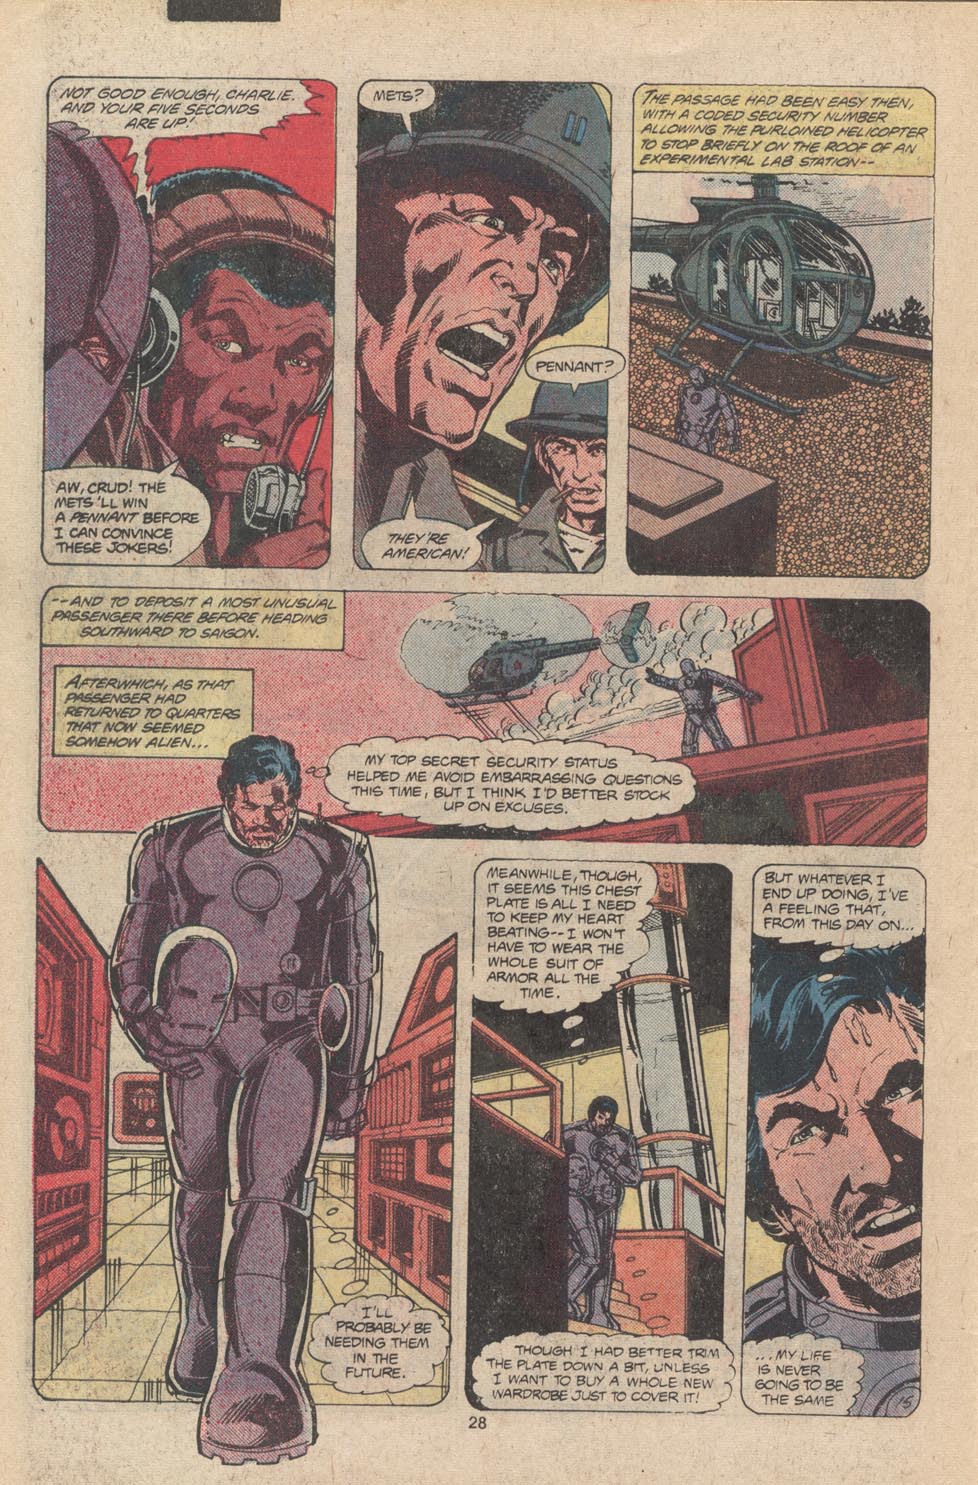 NOT GOOD ENOUGH, CHARLIE.
AND YOUR FIVE SECONDS
ARE UP!
AW, CRUD! THE
METS'LL WIN
A PENNANT BEFORE
I CAN CONVINCE
THESE JOKERS!
METS?
PENNANT?
THEY'RE
AMERICAN!
THE PASSAGE HAD BEEN EASY THEN,
WITH A CODED SECURITY NUMBER
ALLOWING THE PURLOINED HELICOPTER
TO STOP BRIEFLY ON THE ROOF OF AN
EXPERIMENTAL LAB STATION--
--AND TO DEPOSIT A MOST UNUSUAL
PASSENGER THERE BEFORE HEADING
SOUTHWARD TO SAIGON.
AFTERWHICH, AS THAT
PASSENGER HAD
RETURNED TO QUARTERS
THAT NOW SEEMED
SOMEHOW ALIEN...
MY TOP SECRET SECURITY STATUS
HELPED ME AVOID EMBARRASSING QUESTIONS
THIS TIME, BUT I THINK I'D BETTER STOCK
UP ON EXCUSES.
I'LL
PROBABLY BE
NEEDING THEM
IN THE
FUTURE.
MEANWHILE, THOUGH,
IT SEEMS THIS CHEST
PLATE IS ALL I NEED
TO KEEP MY HEART
BEATING--I WON'T
HAVE TO WEAR THE
WHOLE SUIT OF
ARMOR ALL THE
TIME.
THOUGH I HAD BETTER TRIM
THE PLATE DOWN A BIT, UNLESS
I WANT TO BUY A WHOLE NEW
WARDROBE JUST TO COVER IT!
BUT WHATEVER I
END UP DOING, I'VE
A FEELING THAT,
FROM THIS DAY ON...
...MY LIFE
IS NEVER
GOING TO BE
THE SAME
15
28